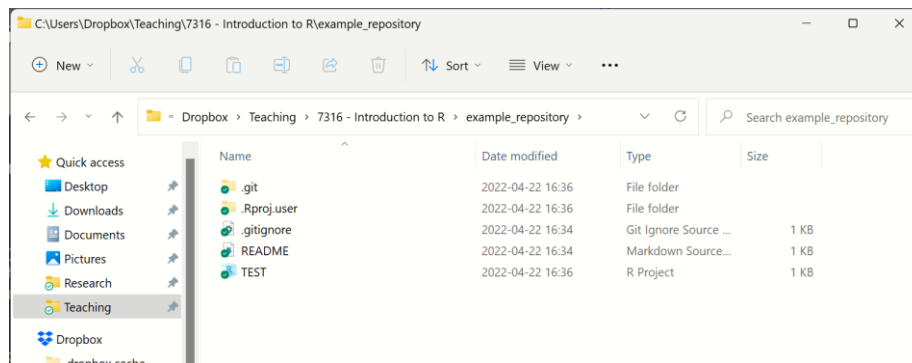 C:\Users\Dropbox\Teaching\7316 - Introduction to R\example_repository
New
Sort
View
Dropbox > Teaching > 7316 - Introduction to R > example_repository >
Search example_repository
Name Date modified Type Size
.git 2022-04-22 16:36 File folder
.Rproj.user 2022-04-22 16:36 File folder
.gitignore 2022-04-22 16:34 Git Ignore Source ... 1 KB
README 2022-04-22 16:34 Markdown Source... 1 KB
TEST 2022-04-22 16:36 R Project 1 KB
Quick access
Desktop
Downloads
Documents
Pictures
Research
Teaching
Dropbox
.dropbox.cache